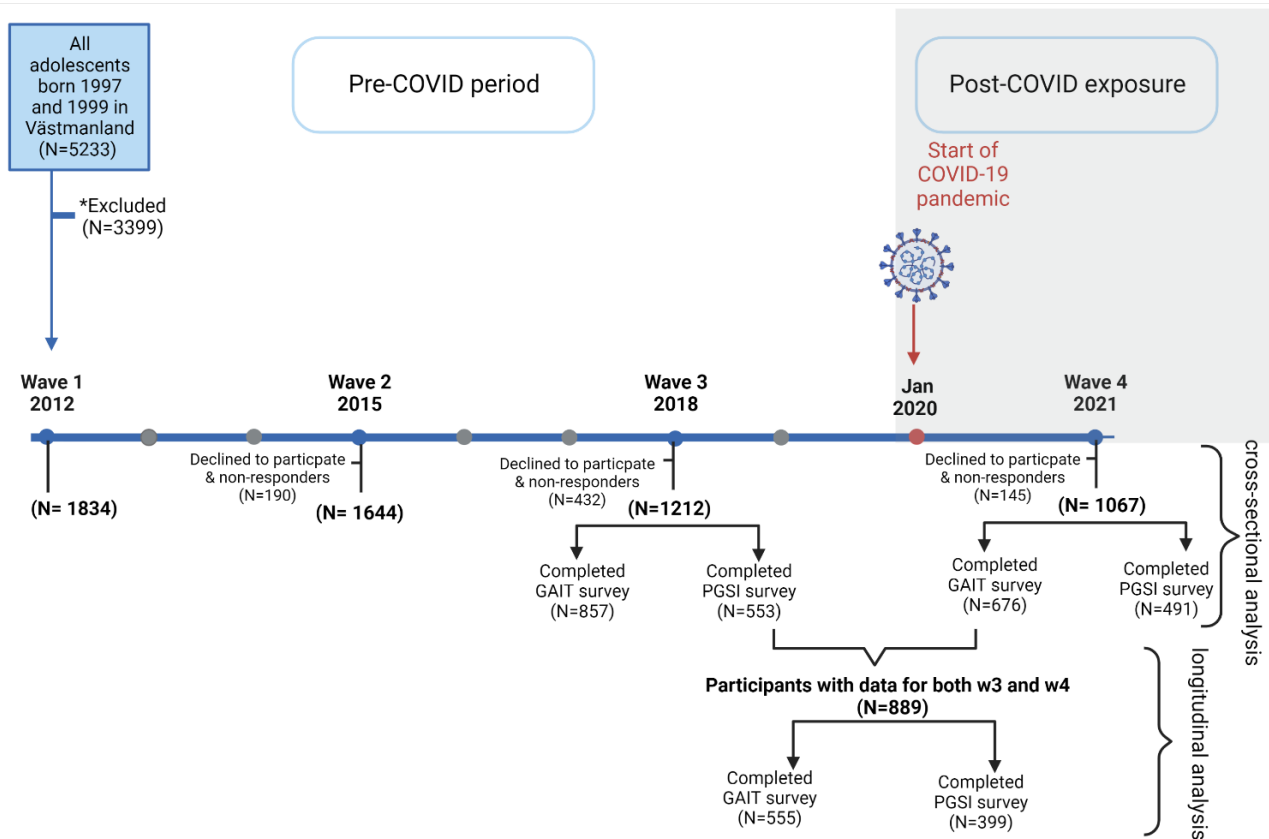 All
adolescents
born 1997
and 1999 in
Västmanland
(N=5233)
Pre-COVID period
Post-COVID exposure
*Excluded
(N=3399)
Start of
COVID-19
pandemic
Wave 1
2012
Wave 2
2015
Wave 3
2018
Jan
2020
Wave 4
2021
(N= 1834)
Declined to particpate
& non-responders
(N=190)
(N= 1644)
Declined to particpate
& non-responders
(N=432)
(N=1212)
Declined to particpate
& non-responders
(N=145)
(N= 1067)
Completed
GAIT survey
(N=857)
Completed
PGSI survey
(N=553)
Completed
GAIT survey
(N=676)
Completed
PGSI survey
(N=491)
cross-sectional analysis
Participants with data for both w3 and w4
(N=889)
Completed
GAIT survey
(N=555)
Completed
PGSI survey
(N=399)
longitudinal analysis